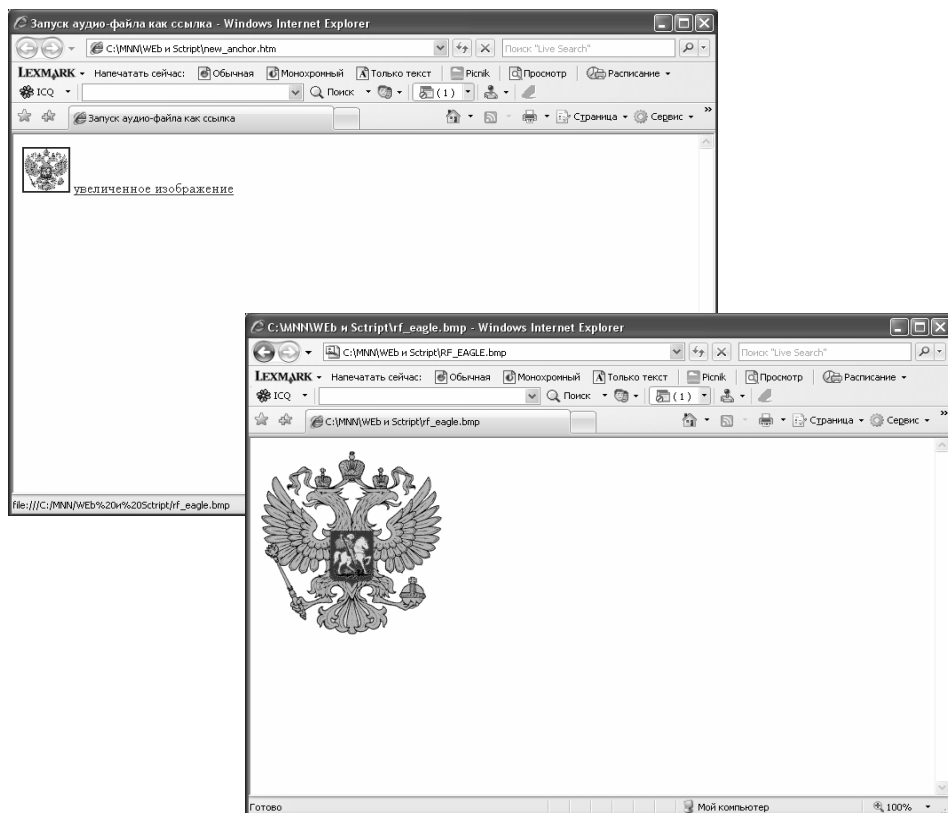 Запуск аудио-файла как ссылка - Windows Internet Explorer
C:\MNN\WEb и Sctript\new_anchor.htm
Поиск "Live Search"
LEXMARK Напечатать сейчас: Обычная Монохромный Только текст Picnik Просмотр Расписание
ICQ Поиск (1)
Запуск аудио-файла как ссылка Страница Сервис »
увеличенное изображение
file:///C:/MNN/WEb%20и%20Sctript/rf_eagle.bmp
C:\MNN\WEb и Sctript\rf_eagle.bmp - Windows Internet Explorer
C:\MNN\WEb и Sctript\RF_EAGLE.bmp
Поиск "Live Search"
LEXMARK Напечатать сейчас: Обычная Монохромный Только текст Picnik Просмотр Расписание
ICQ Поиск (1)
C:\MNN\WEb и Sctript\rf_eagle.bmp Страница Сервис »
Готово Мой компьютер 100%